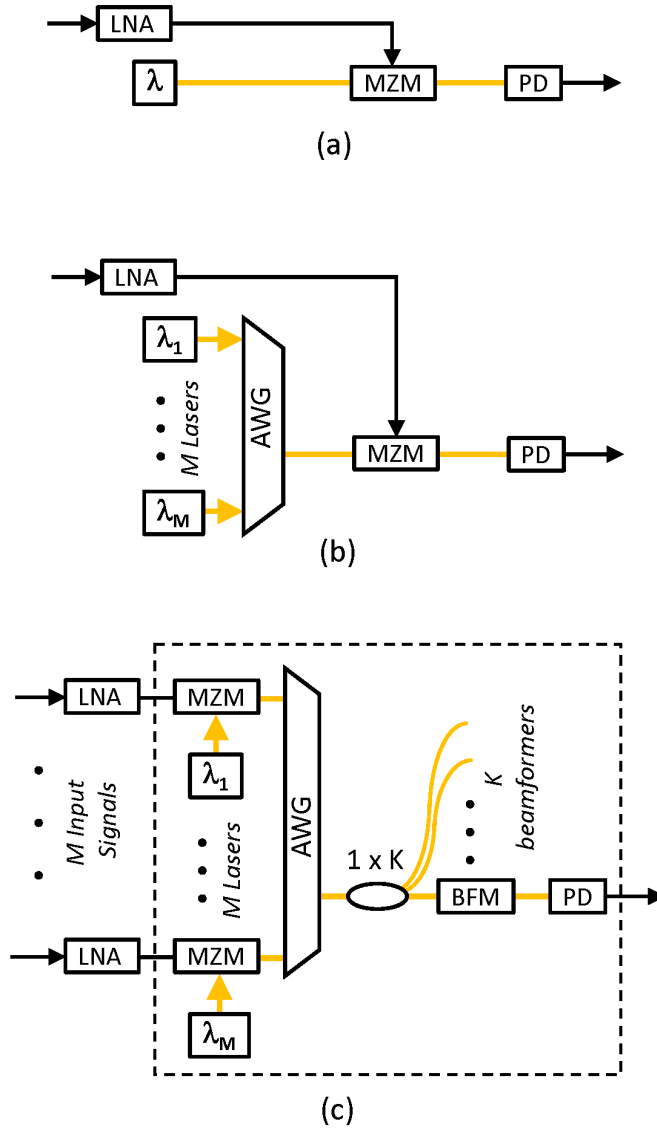 LNA
λ MZM PD
(a)
LNA
λ1
M Lasers
AWG
MZM PD
λM
(b)
LNA MZM
λ1
M Input
Signals
M Lasers
AWG
K
beamformers
1 x K
BFM PD
LNA MZM
λM
(c)